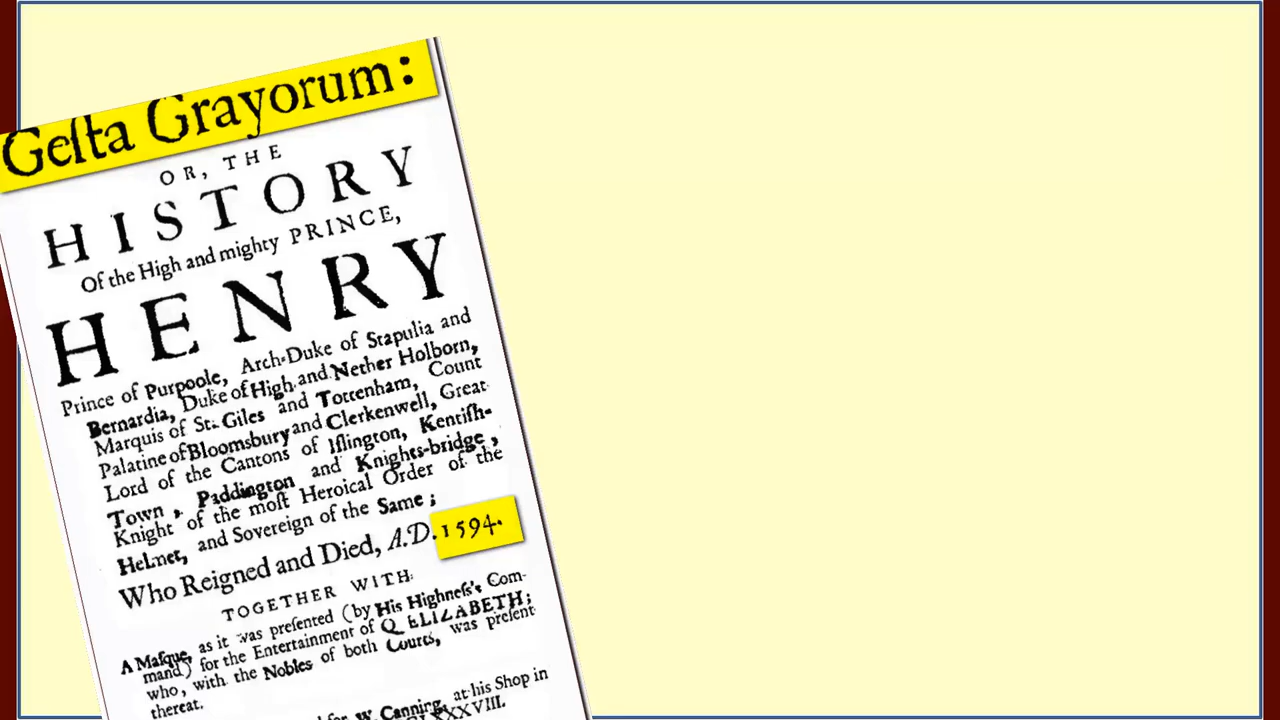 Geſta Grayorum:
OR, THE
HISTORY
Of the High and mighty PRINCE,
HENRY
Prince of Purpoole, Arch-Duke of Stapulia and
Bernardia, Duke of High and Nether Holborn,
Marquis of St. Giles and Tottenham, Count
Palatine of Bloomsbury and Clerkenwell, Great
Lord of the Cantons of Iſlington, Kentiſh-
Town, Paddington and Knights-bridge,
Knight of the moſt Heroical Order of the
Helmet, and Sovereign of the Same;
Who Reigned and Died, A.D. 1594.
TOGETHER WITH
A Maſque, as it was preſented (by His Highneſs's Com-
mand) for the Entertainment of Q. ELIZABETH;
who, with the Nobles of both Courts, was preſent
thereat.
for W. Canning, at his Shop in
XXXVIII.